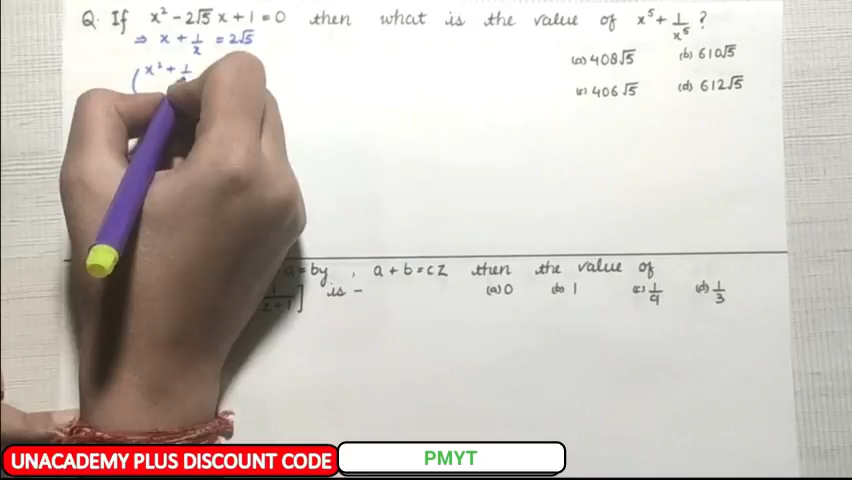 Q. If x² - 2√5 x + 1 = 0 then what is the value of x⁵ + 1/x⁵ ?
⇒ x + 1/x = 2√5
(a) 408√5 (b) 610√5
(x² + 1
(c) 406√5 (d) 612√5
a = by , a + b = cz then the value of
1/z+1] is - (a) 0 (b) 1 (c) 1/9 (d) 1/3
UNACADEMY PLUS DISCOUNT CODE PMYT